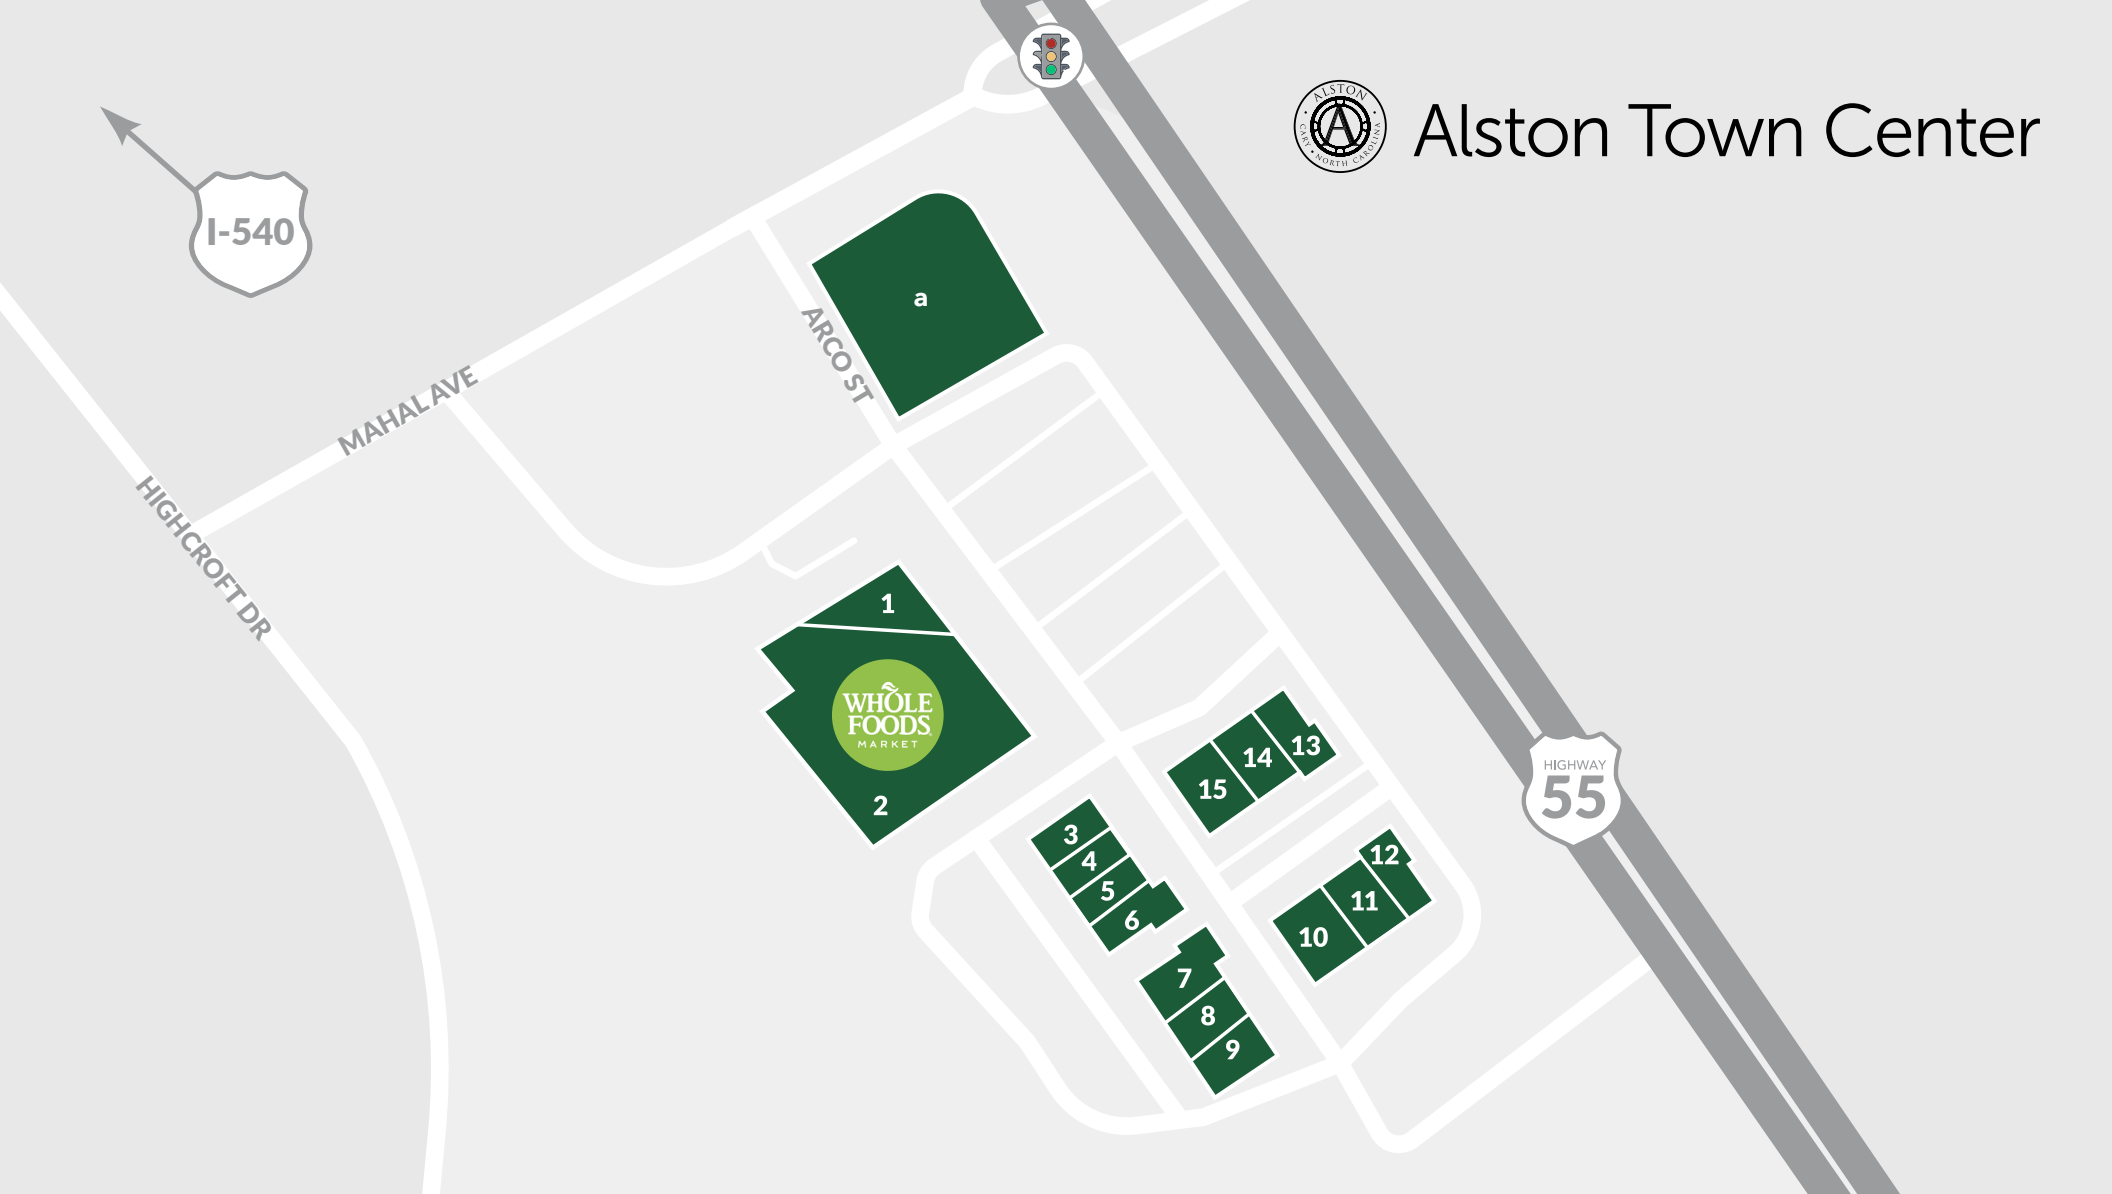 ALSTON
CARY • NORTH CAROLINA
A
Alston Town Center
I-540
a
ARCO ST
MAHAL AVE
HIGHCROFT DR
1
WHOLE
FOODS
MARKET
2
HIGHWAY
55
13
14
15
3
4
5
6
12
11
10
7
8
9